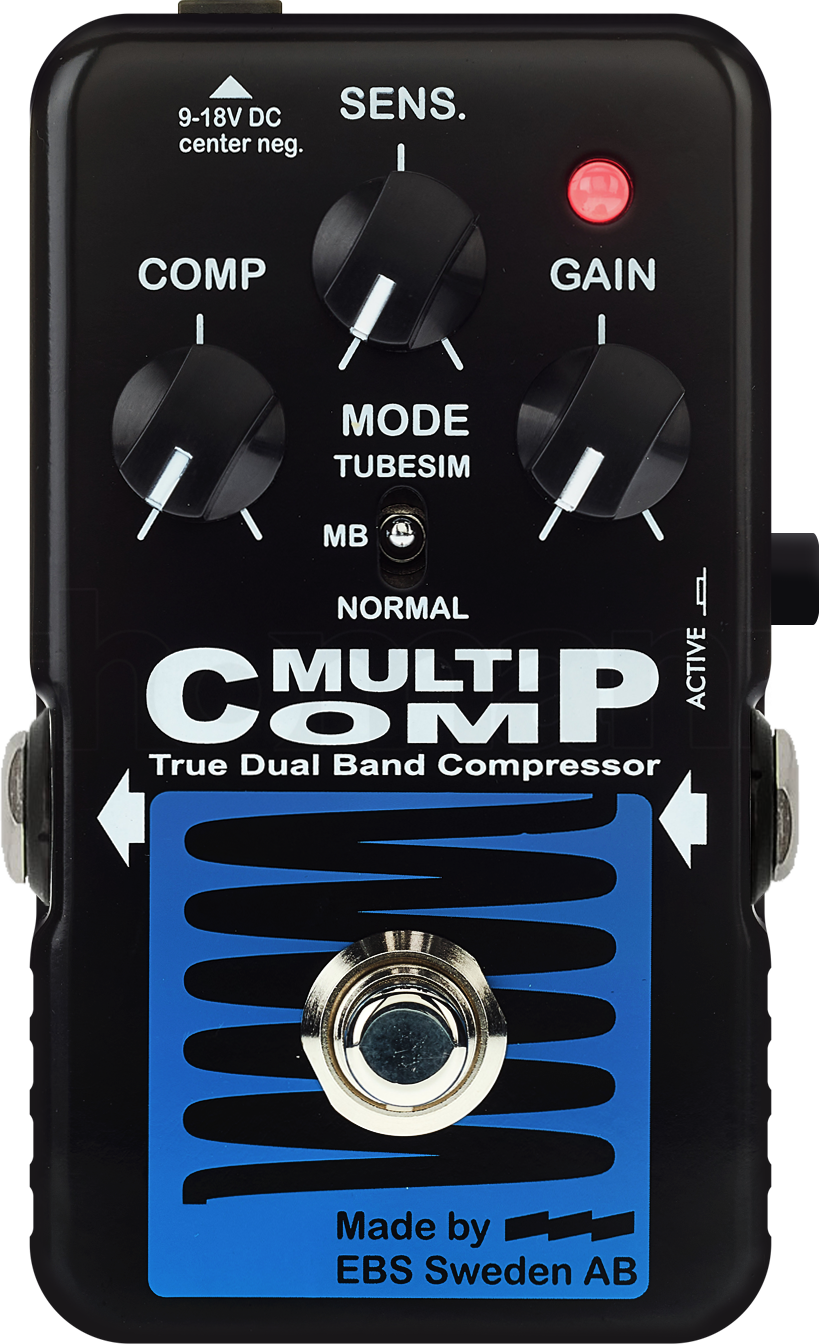 9-18V DC
center neg.
SENS.
COMP
GAIN
MODE
TUBESIM
MB
NORMAL
ACTIVE
MULTI COMP
True Dual Band Compressor
Made by
EBS Sweden AB